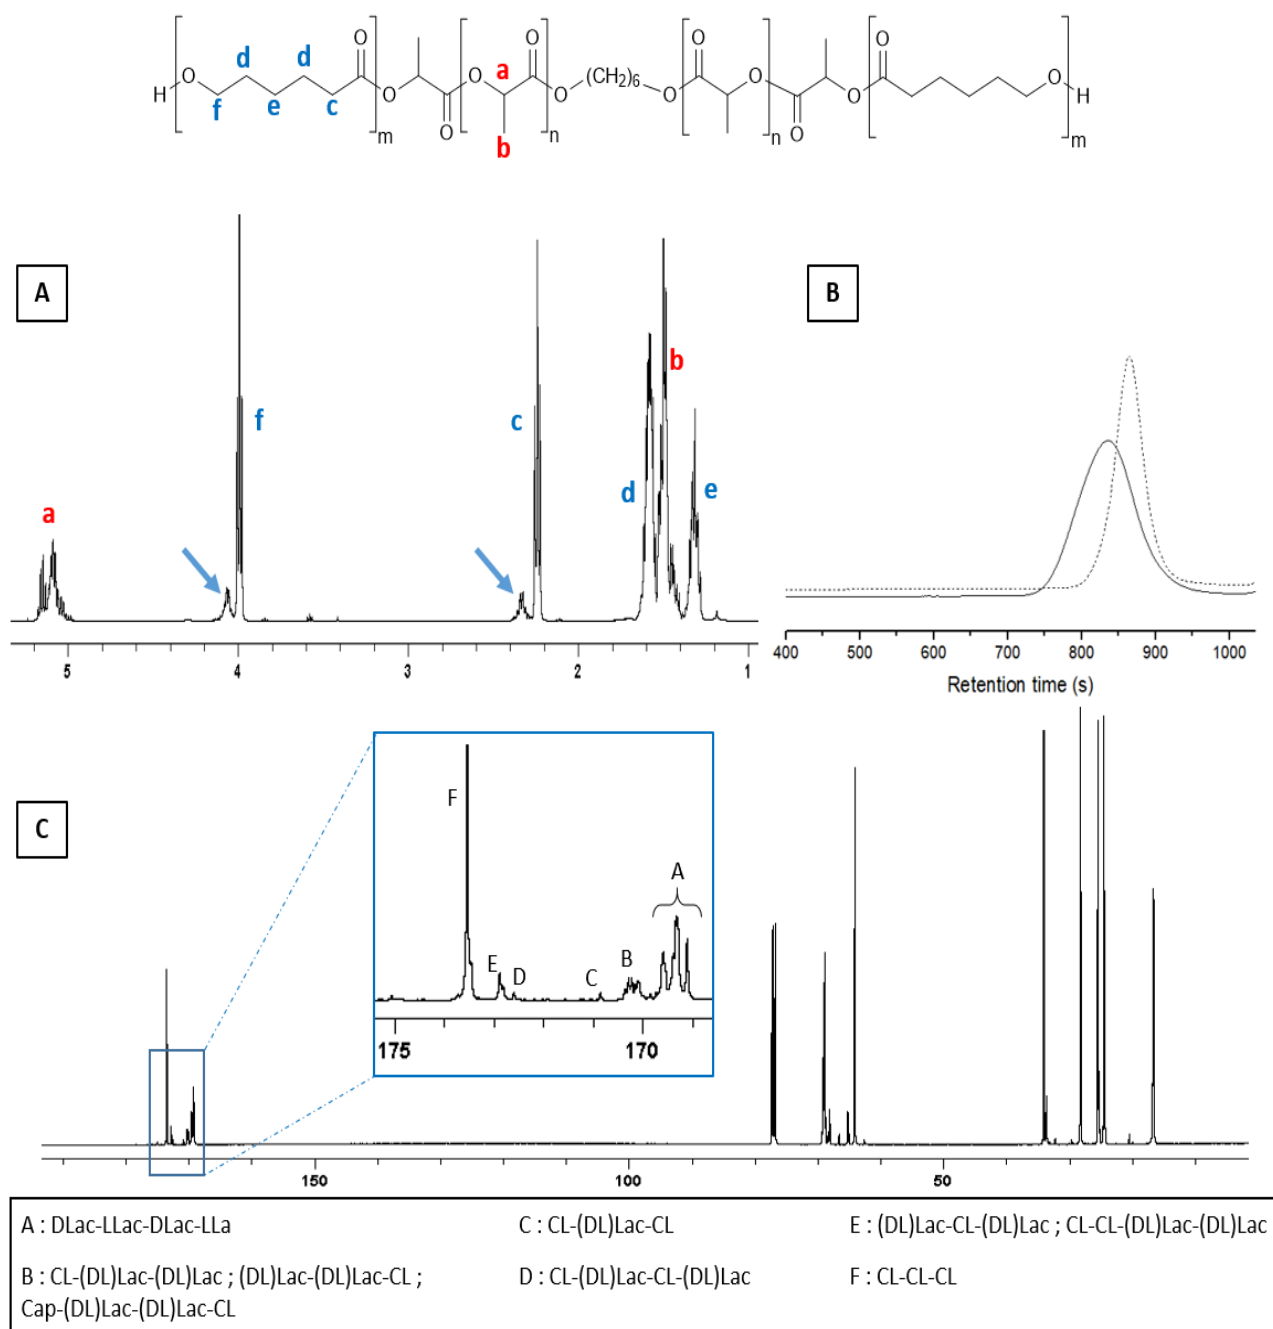 O
O
O
O
d
d
O
O
a
(CH₂)₆
O
O
H
O
O
O
O
H
f
e
c
m
O
b
n
n
O
m
A
B
f
c
b
d
e
a
5
4
3
2
1
400
500
600
700
800
900
1000
Retention time (s)
C
F
E
D
C
B
A
175
170
150
100
50
A : DLac-LLac-DLac-LLa
C : CL-(DL)Lac-CL
E : (DL)Lac-CL-(DL)Lac ; CL-CL-(DL)Lac-(DL)Lac
B : CL-(DL)Lac-(DL)Lac ; (DL)Lac-(DL)Lac-CL ;
Cap-(DL)Lac-(DL)Lac-CL
D : CL-(DL)Lac-CL-(DL)Lac
F : CL-CL-CL